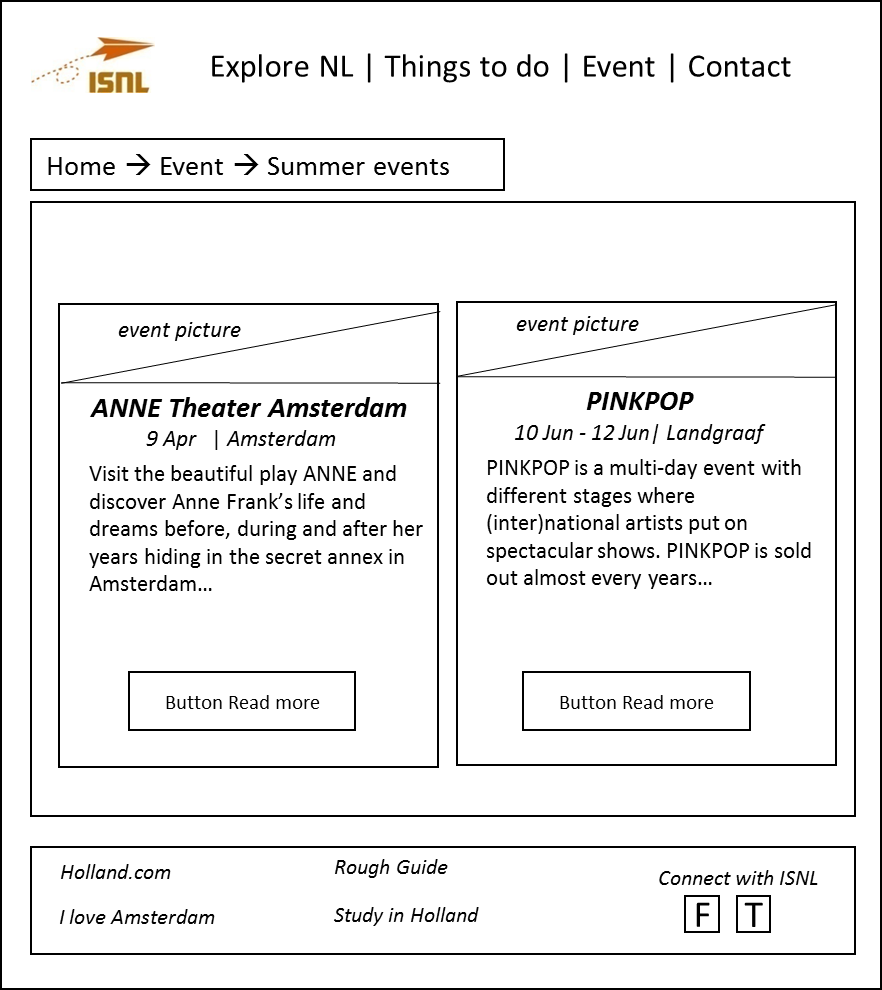 ISNL
Explore NL | Things to do | Event | Contact
Home → Event → Summer events
event picture
ANNE Theater Amsterdam
9 Apr | Amsterdam
Visit the beautiful play ANNE and
discover Anne Frank’s life and
dreams before, during and after her
years hiding in the secret annex in
Amsterdam…
Button Read more
event picture
PINKPOP
10 Jun - 12 Jun| Landgraaf
PINKPOP is a multi-day event with
different stages where
(inter)national artists put on
spectacular shows. PINKPOP is sold
out almost every years…
Button Read more
Holland.com
I love Amsterdam
Rough Guide
Study in Holland
Connect with ISNL
F T